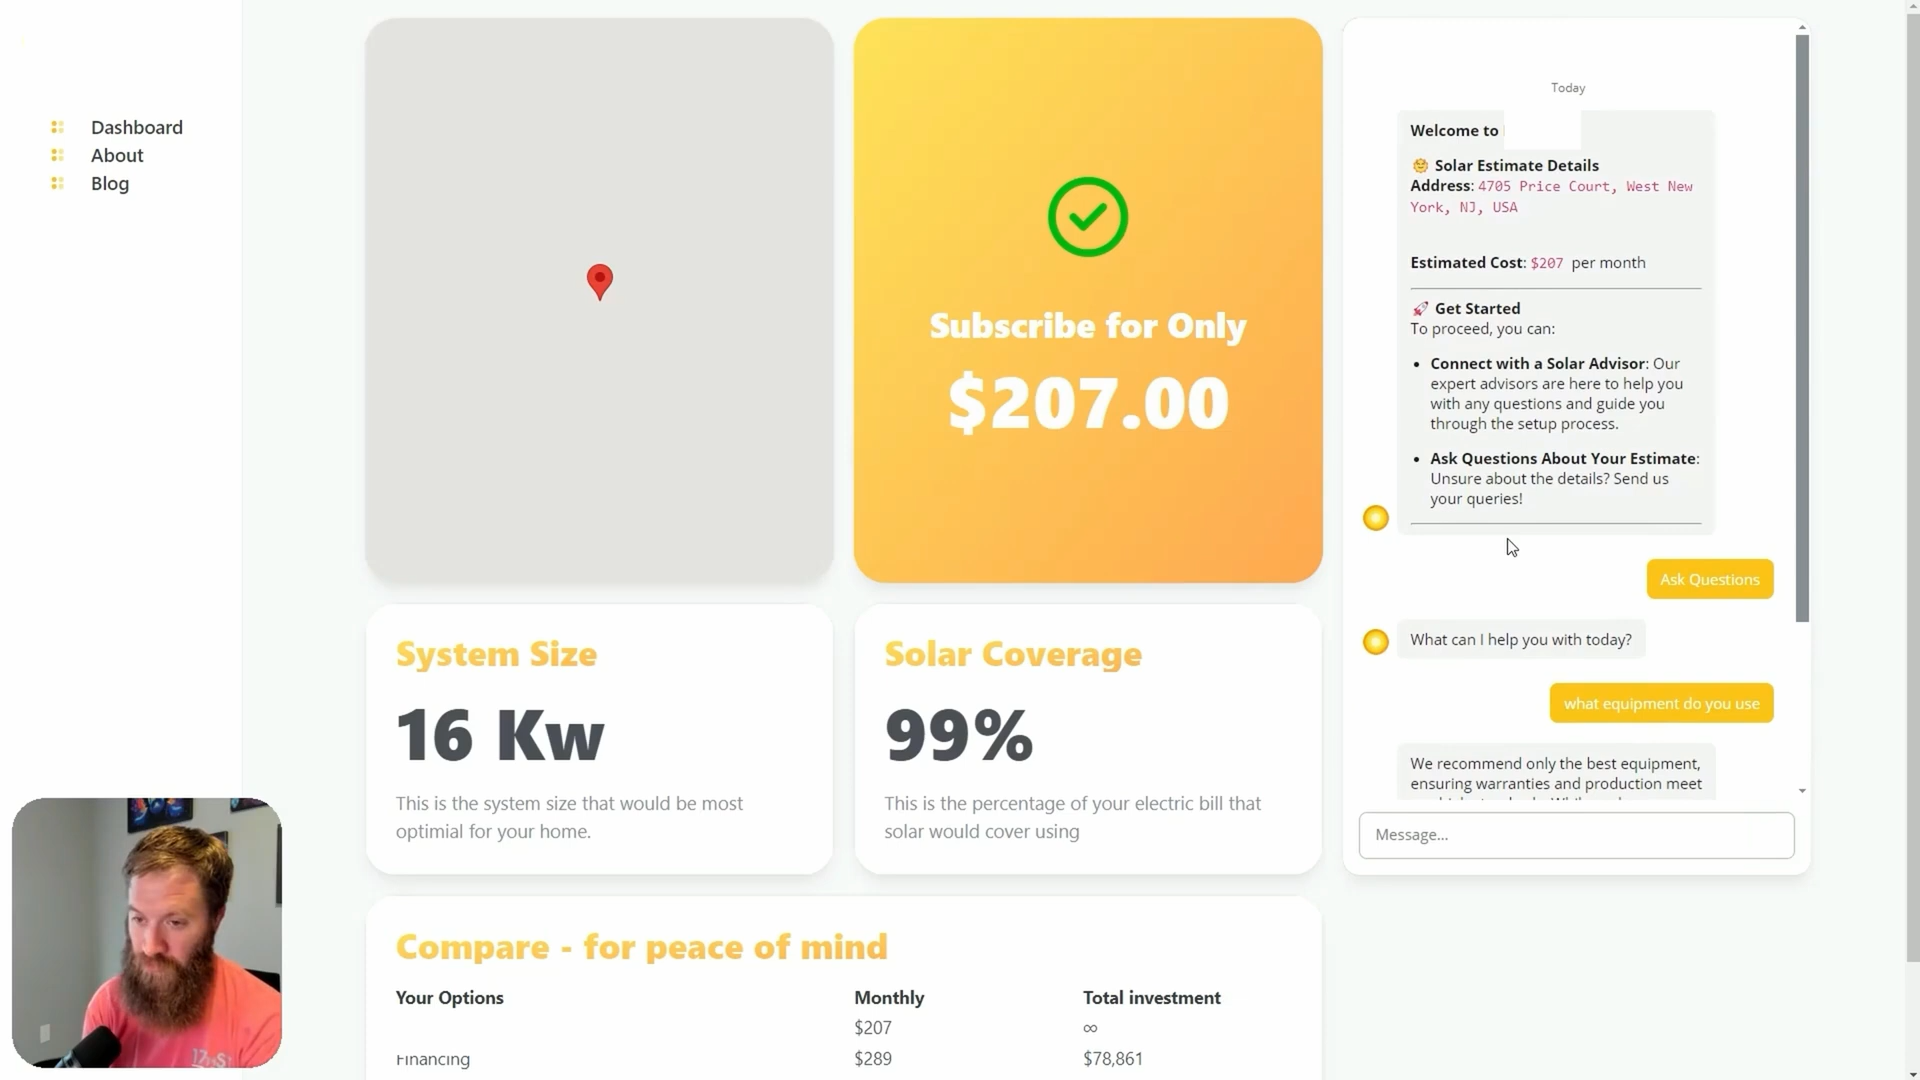 Dashboard
About
Blog
Subscribe for Only
$207.00
System Size
16 Kw
This is the system size that would be most
optimial for your home.
Solar Coverage
99%
This is the percentage of your electric bill that
solar would cover using
Compare - for peace of mind
Your Options Monthly Total investment
$207 ∞
Financing $289 $78,861
Today
Welcome to
Solar Estimate Details
Address: 4705 Price Court, West New
York, NJ, USA
Estimated Cost: $207 per month
🚀 Get Started
To proceed, you can:
• Connect with a Solar Advisor: Our
expert advisors are here to help you
with any questions and guide you
through the setup process.
• Ask Questions About Your Estimate:
Unsure about the details? Send us
your queries!
Ask Questions
What can I help you with today?
what equipment do you use
We recommend only the best equipment,
ensuring warranties and production meet
Message...